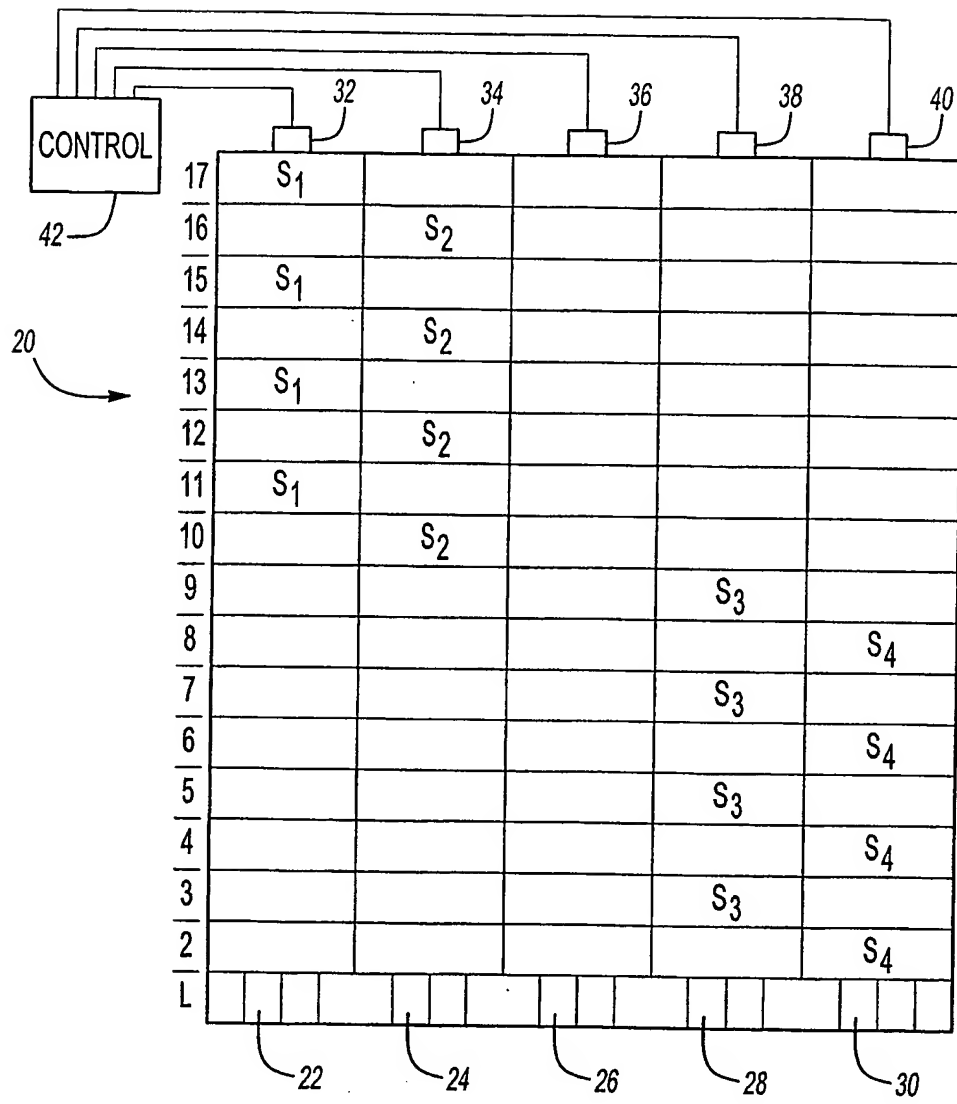 32 34 36 38 40
CONTROL
42
17 S1
16 S2
15 S1
14 S2
20
13 S1
12 S2
11 S1
10 S2
9 S3
8 S4
7 S3
6 S4
5 S3
4 S4
3 S3
2 S4
L
22 24 26 28 30